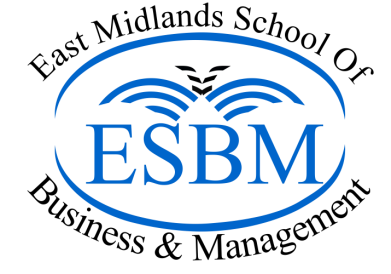 East Midlands School Of
ESBM
Business & Management